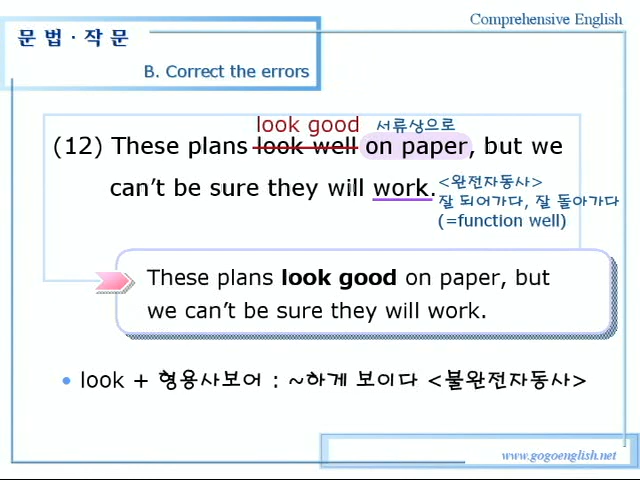 Comprehensive English
문 법 · 작 문
B. Correct the errors
look good 서류상으로
(12) These plans look well on paper, but we
can't be sure they will work.
<완전자동사>
잘 되어가다, 잘 돌아가다
(=function well)
These plans look good on paper, but
we can't be sure they will work.
• look + 형용사보어 : ~하게 보이다 <불완전자동사>
www.gogoenglish.net